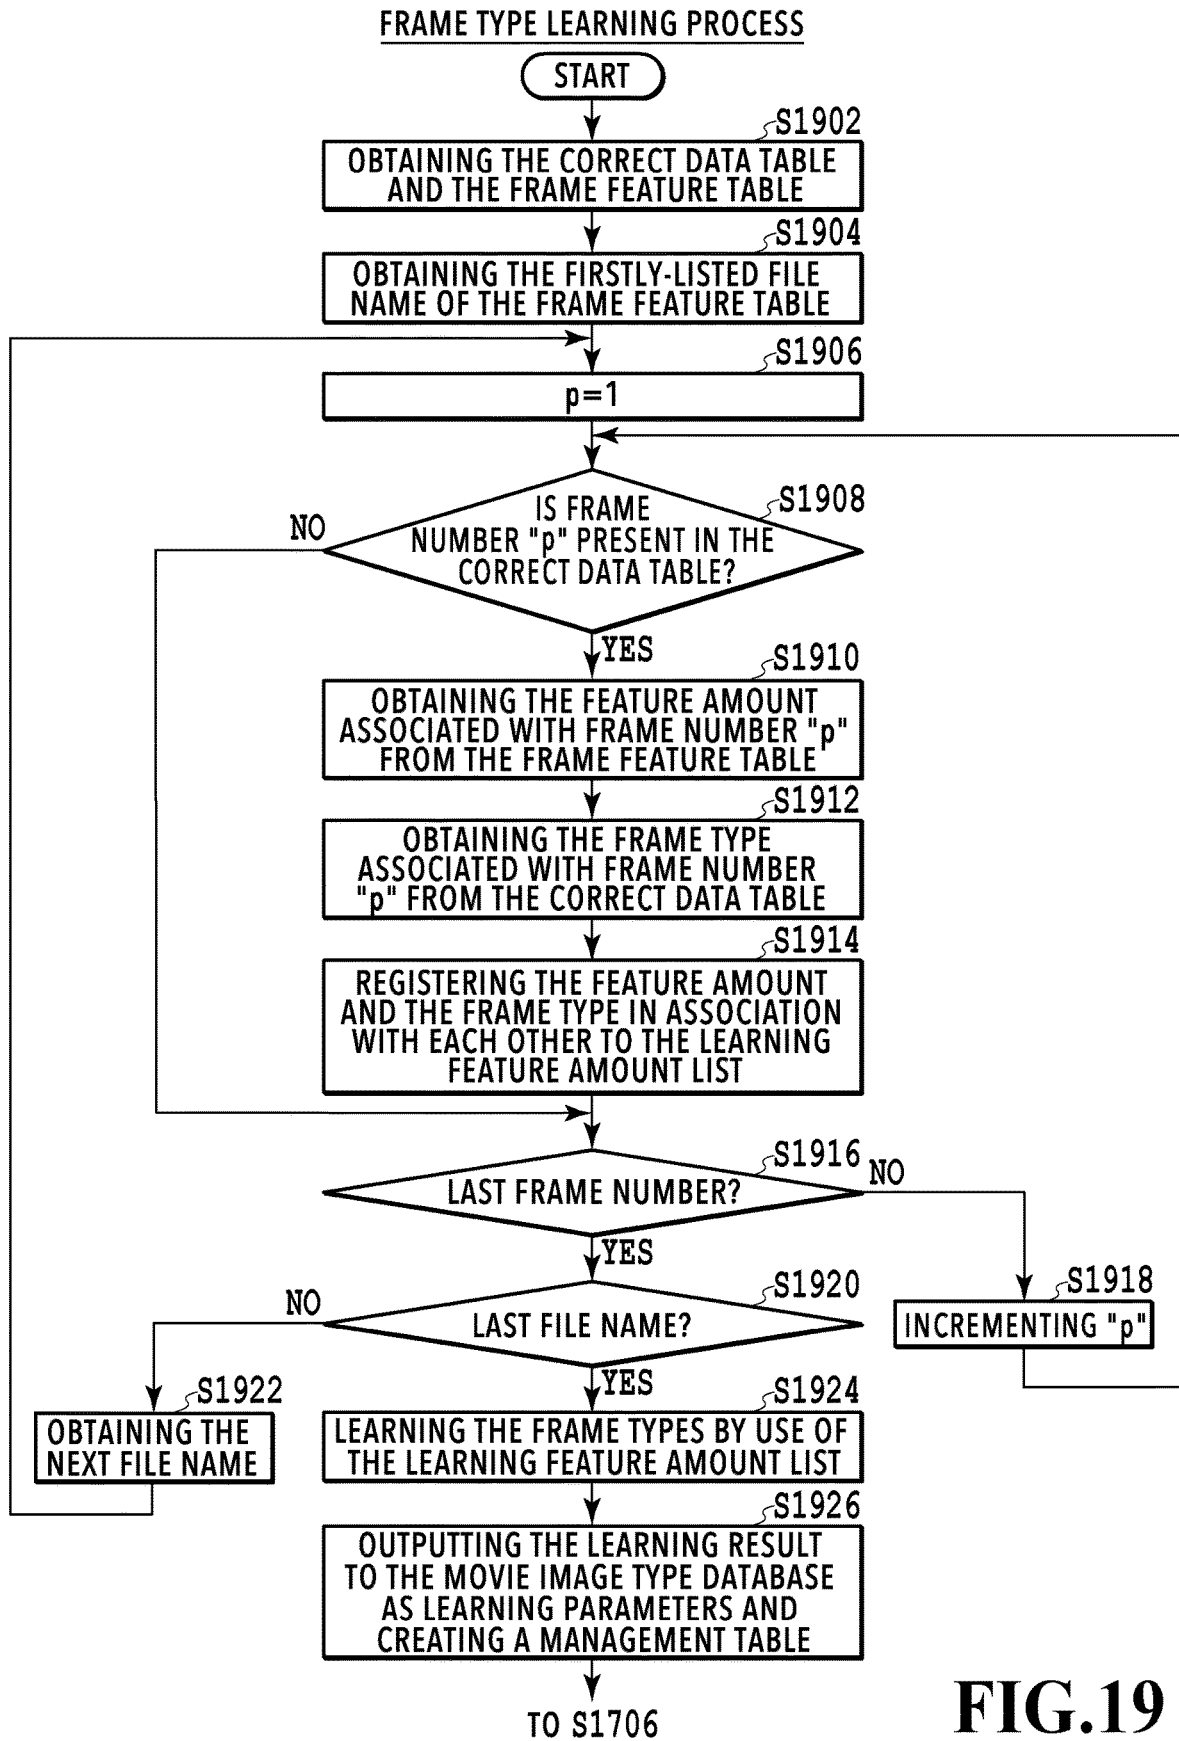 FRAME TYPE LEARNING PROCESS
START
S1902
OBTAINING THE CORRECT DATA TABLE
AND THE FRAME FEATURE TABLE
S1904
OBTAINING THE FIRSTLY-LISTED FILE
NAME OF THE FRAME FEATURE TABLE
S1906
p=1
S1908
IS FRAME
NUMBER "p" PRESENT IN THE
CORRECT DATA TABLE?
NO
YES
S1910
OBTAINING THE FEATURE AMOUNT
ASSOCIATED WITH FRAME NUMBER "p"
FROM THE FRAME FEATURE TABLE
S1912
OBTAINING THE FRAME TYPE
ASSOCIATED WITH FRAME NUMBER
"p" FROM THE CORRECT DATA TABLE
S1914
REGISTERING THE FEATURE AMOUNT
AND THE FRAME TYPE IN ASSOCIATION
WITH EACH OTHER TO THE LEARNING
FEATURE AMOUNT LIST
S1916
LAST FRAME NUMBER?
NO
YES
S1918
INCREMENTING "p"
S1920
LAST FILE NAME?
NO
YES
S1922
OBTAINING THE
NEXT FILE NAME
S1924
LEARNING THE FRAME TYPES BY USE OF
THE LEARNING FEATURE AMOUNT LIST
S1926
OUTPUTTING THE LEARNING RESULT
TO THE MOVIE IMAGE TYPE DATABASE
AS LEARNING PARAMETERS AND
CREATING A MANAGEMENT TABLE
TO S1706
FIG.19